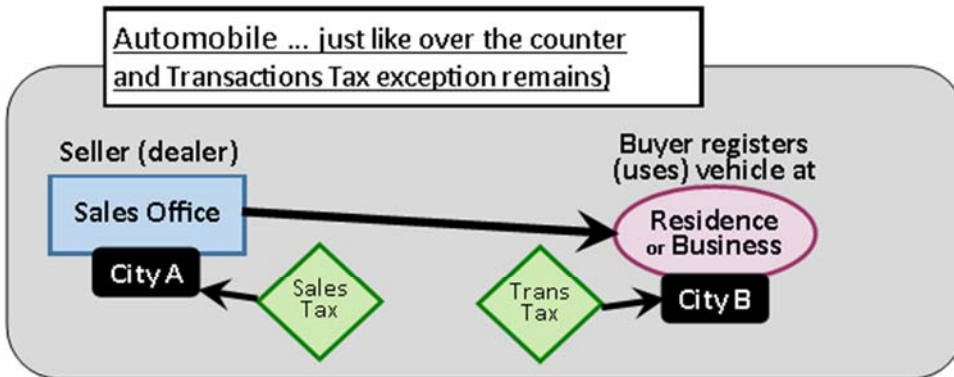 Automobile ... just like over the counter
and Transactions Tax exception remains)
Seller (dealer)
Sales Office
City A
Sales
Tax
Trans
Tax
Buyer registers
(uses) vehicle at
Residence
or Business
City B